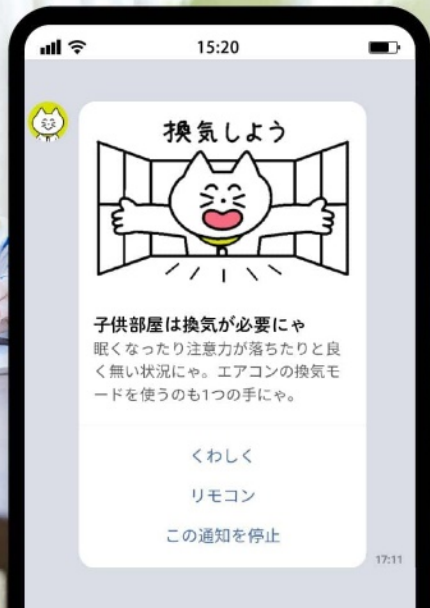 15:20
換気しよう
子供部屋は換気が必要にゃ
眠くなったり注意力が落ちたりと良
く無い状況にゃ。エアコンの換気モ
ードを使うのも1つの手にゃ。
くわしく
リモコン
この通知を停止
17:11